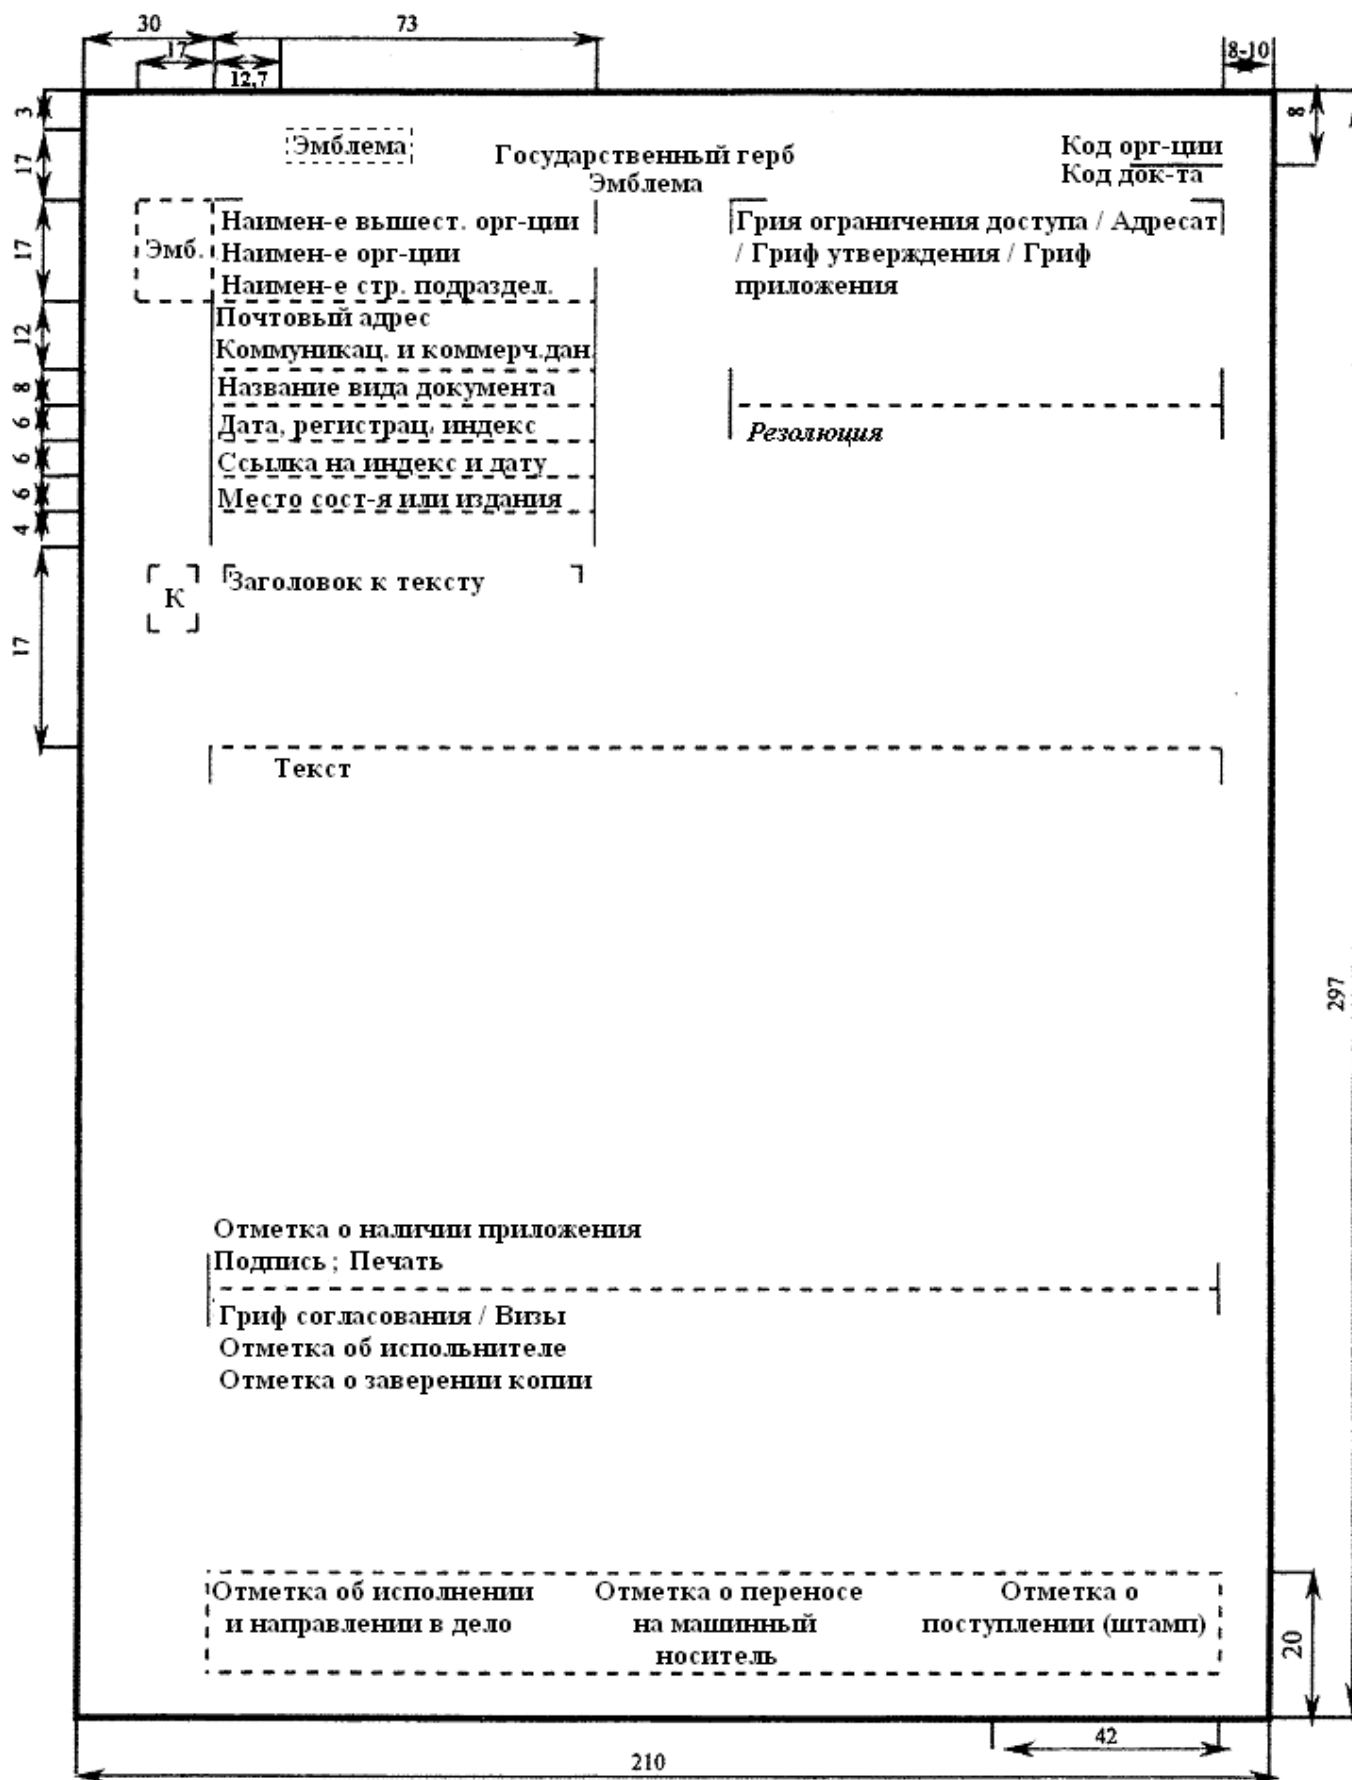 30
73
17
12,7
8-10
3
8
Эмблема
Государственный герб
Эмблема
Код орг-ции
Код док-та
17
Эмб.
Наимен-е вышест. орг-ции
Наимен-е орг-ции
Наимен-е стр. подраздел.
Грия ограничения доступа / Адресат
/ Гриф утверждения / Гриф
приложения
17
Почтовый адрес
Коммуникац. и коммерч.дан.
12
Название вида документа
8
Дата, регистрац. индекс
6
Резолюция
Ссылка на индекс и дату
6
Место сост-я или издания
6
4
К
Заголовок к тексту
17
Текст
297
Отметка о наличии приложения
Подпись ; Печать
Гриф согласования / Визы
Отметка об испольнителе
Отметка о заверении копии
Отметка об исполнении
и направлении в дело
Отметка о переносе
на машинный
носитель
Отметка о
поступлении (штамп)
20
42
210